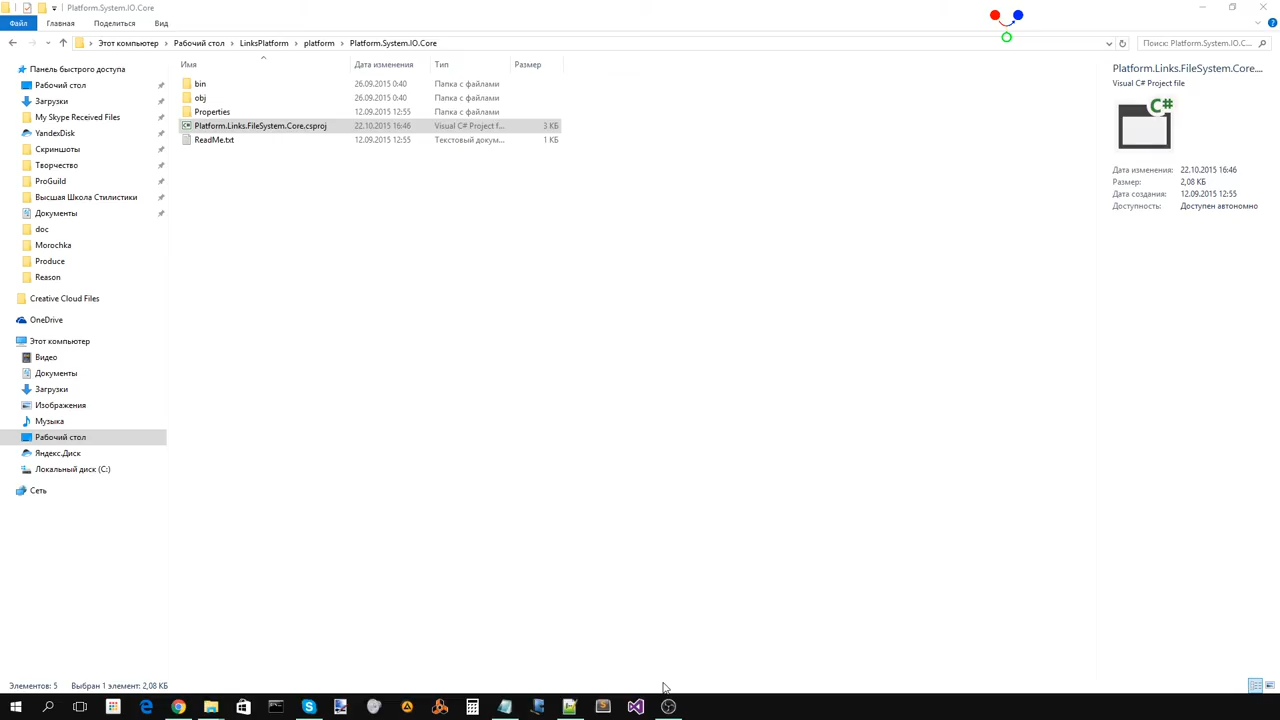 Platform.System.IO.Core
Файл Главная Поделиться Вид
Этот компьютер Рабочий стол LinksPlatform platform Platform.System.IO.Core Поиск: Platform.System.IO.C...
Имя Дата изменения Тип Размер
Панель быстрого доступа
Рабочий стол
Загрузки
My Skype Received Files
YandexDisk
Скриншоты
Творчество
ProGuild
Высшая Школа Стилистики
Документы
doc
Morochka
Produce
Reason
Creative Cloud Files
OneDrive
Этот компьютер
Видео
Документы
Загрузки
Изображения
Музыка
Рабочий стол
Яндекс.Диск
Локальный диск (C:)
Сеть
bin 26.09.2015 0:40 Папка с файлами
obj 26.09.2015 0:40 Папка с файлами
Properties 12.09.2015 12:55 Папка с файлами
Platform.Links.FileSystem.Core.csproj 22.10.2015 16:46 Visual C# Project f... 3 КБ
ReadMe.txt 12.09.2015 12:55 Текстовый докум... 1 КБ
Platform.Links.FileSystem.Core....
Visual C# Project file
C#
Дата изменения: 22.10.2015 16:46
Размер: 2,08 КБ
Дата создания: 12.09.2015 12:55
Доступность: Доступен автономно
Элементов: 5 Выбран 1 элемент: 2,08 КБ